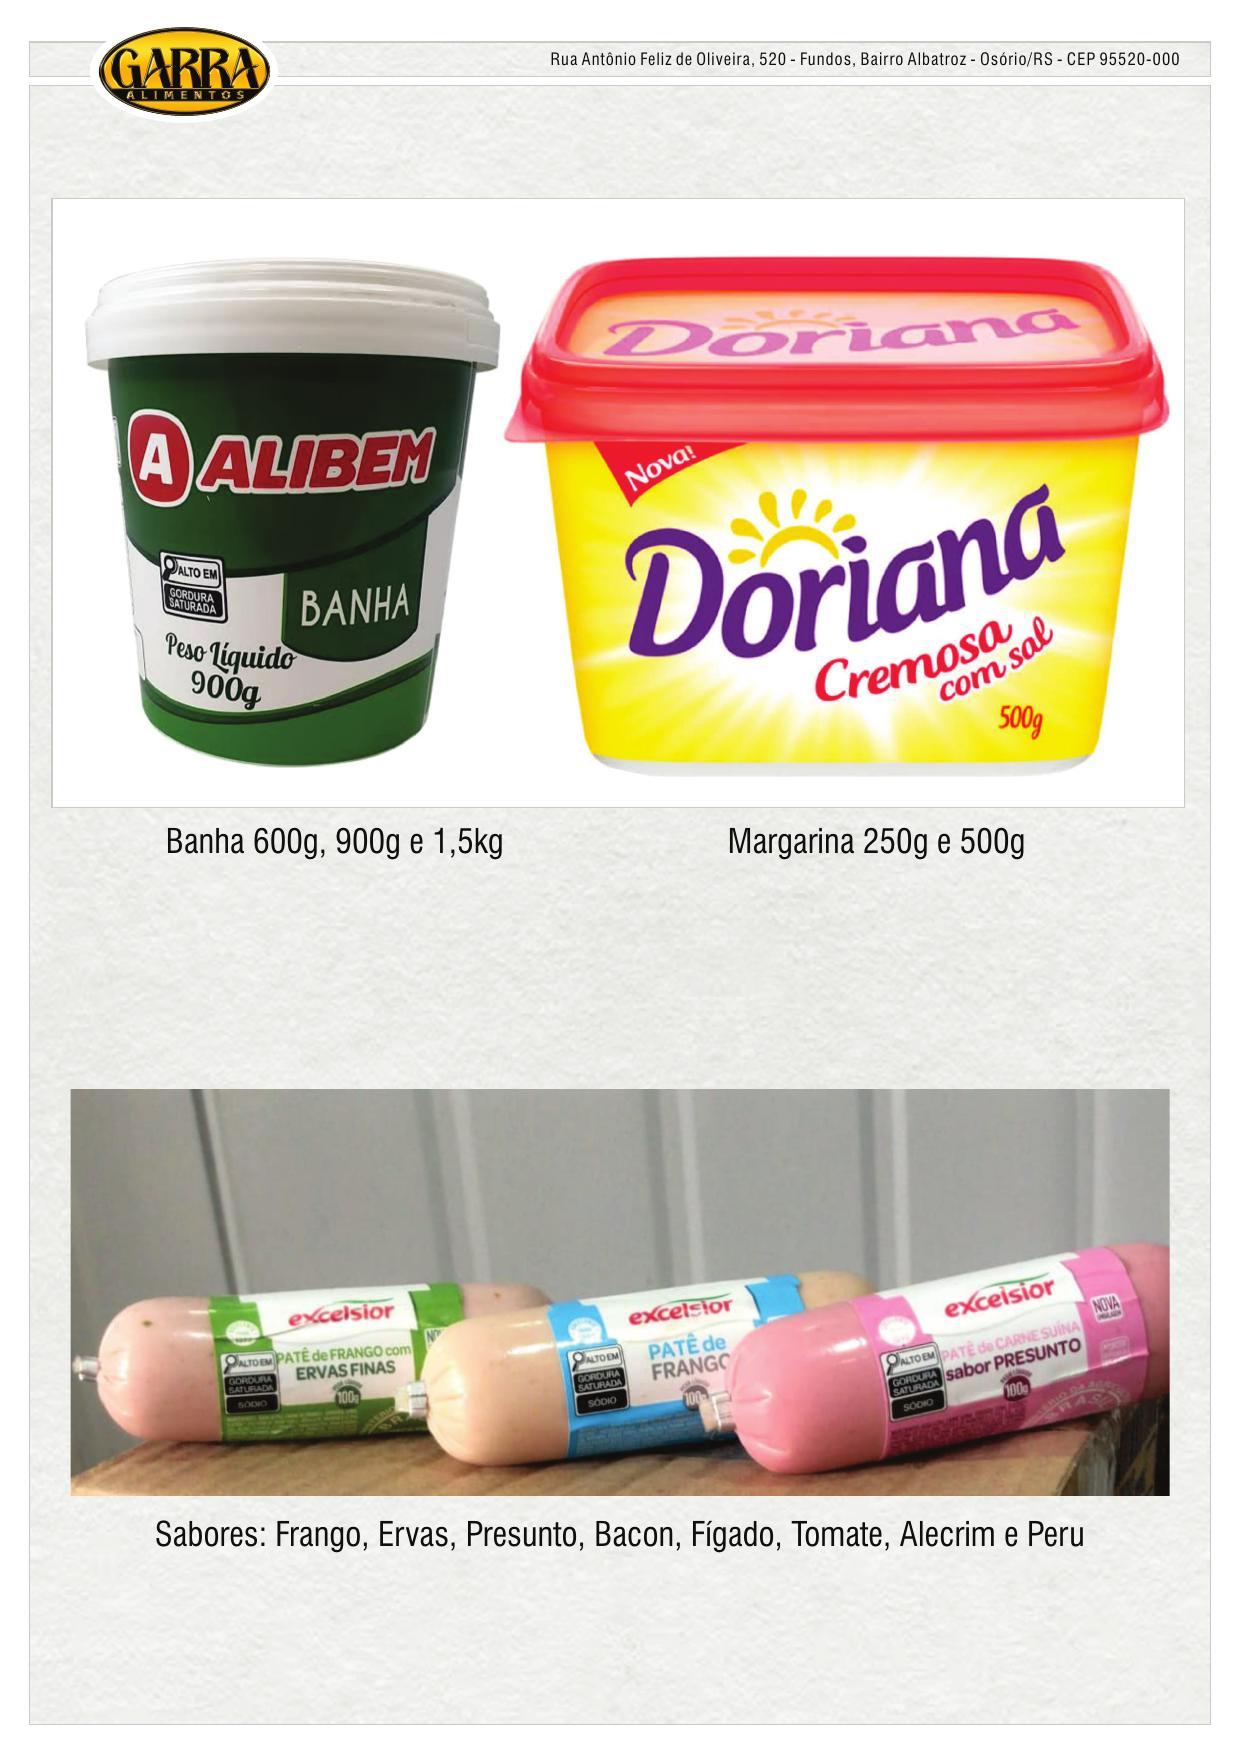 GARRA
ALIMENTOS
Rua Antônio Feliz de Oliveira, 520 - Fundos, Bairro Albatroz - Osório/RS - CEP 95520-000
A ALIBEM
ALTO EM
GORDURA
SATURADA
BANHA
Peso Líquido
900g
Doriana
Nova!
Doriana
Cremosa
com sal
500g
Banha 600g, 900g e 1,5kg
Margarina 250g e 500g
excelsior
PATÊ de FRANGO com
ERVAS FINAS
ALTO EM
GORDURA
SATURADA
SÓDIO
100g
excelsior
PATÊ de
FRANGO
ALTO EM
GORDURA
SATURADA
SÓDIO
100g
excelsior
NOVA
PATÊ de CARNE SUÍNA
sabor PRESUNTO
ALTO EM
GORDURA
SATURADA
SÓDIO
100g
Sabores: Frango, Ervas, Presunto, Bacon, Fígado, Tomate, Alecrim e Peru